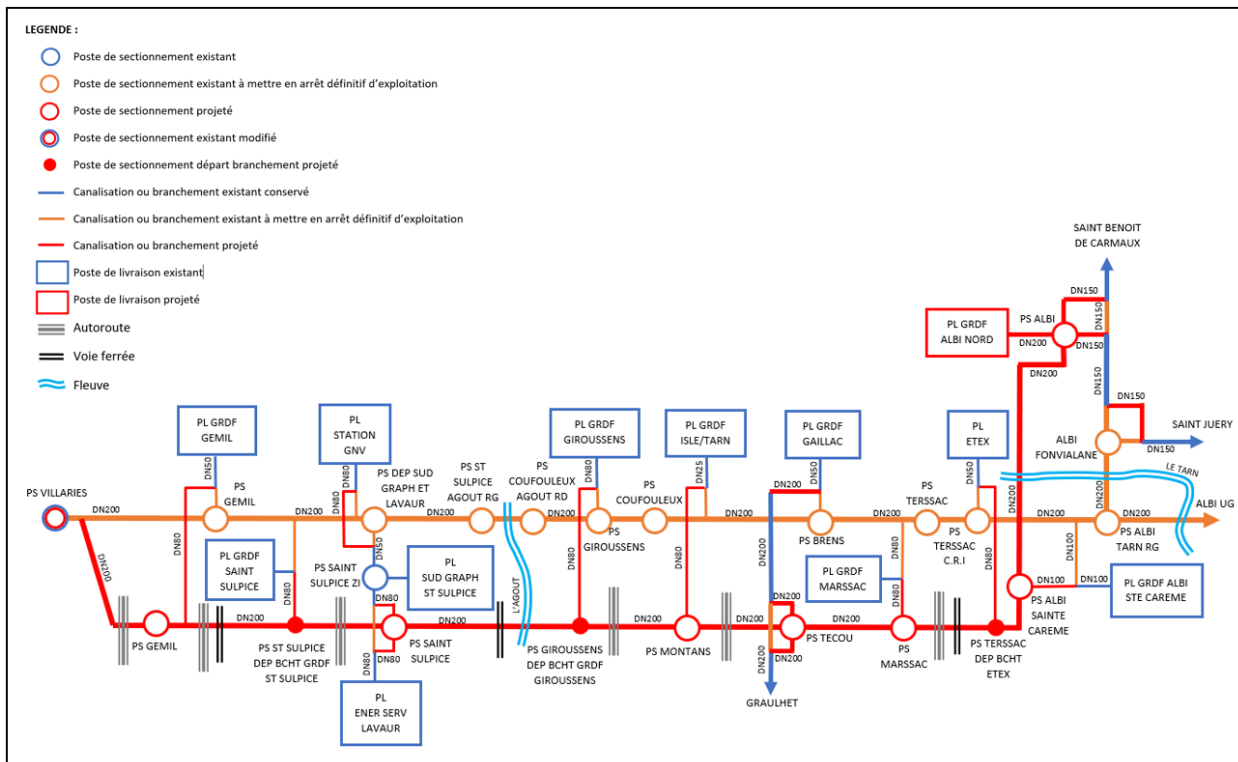 LEGENDE :
Poste de sectionnement existant
Poste de sectionnement existant à mettre en arrêt définitif d'exploitation
Poste de sectionnement projeté
Poste de sectionnement existant modifié
Poste de sectionnement départ branchement projeté
Canalisation ou branchement existant conservé
Canalisation ou branchement existant à mettre en arrêt définitif d'exploitation
Canalisation ou branchement projeté
Poste de livraison existant
Poste de livraison projeté
Autoroute
Voie ferrée
Fleuve
SAINT BENOIT
DE CARMAUX
DN150
DN150
PS ALBI
PL GRDF
ALBI NORD
DN200
DN150
DN200
DN150
DN150
SAINT JUERY
DN150
ALBI
FONVIALANE
LE TARN
DN200
DN200
PL GRDF
GEMIL
DN50
PL
STATION
GNV
DN80
DN80
PL GRDF
GIROUSSENS
DN80
PL GRDF
ISLE/TARN
DN25
PL GRDF
GAILLAC
DN50
PL
ETEX
DN50
PS VILLARIES
PS
GEMIL
PS DEP SUD
GRAPH ET
LAVAUR
PS ST
SULPICE
AGOUT RG
PS
COUFOULEUX
AGOUT RD
PS
COUFOULEUX
PS
TERSSAC
DN200
DN200
DN200
DN200
DN200
DN200
DN200
DN200
DN200
DN200
DN200
ALBI UG
PS
GIROUSSENS
PS BRENS
PS
TERSSAC
C.R.I
PS ALBI
TARN RG
DN200
DN80
PL GRDF
SAINT
SULPICE
DN80
PS SAINT
SULPICE ZI
DN50
PL
SUD GRAPH
ST SULPICE
DN80
L'AGOUT
DN80
DN80
DN200
DN200
PL GRDF
MARSSAC
DN80
DN80
DN100
DN100
DN100
PL GRDF ALBI
STE CAREME
PS ALBI
SAINTE
CAREME
PS GEMIL
DN200
DN200
DN200
DN200
DN200
DN200
DN200
PS ST SULPICE
DEP BCHT GRDF
ST SULPICE
DN80
DN80
PS SAINT
SULPICE
PL
ENER SERV
LAVAUR
PS GIROUSSENS
DEP BCHT GRDF
GIROUSSENS
PS MONTANS
DN200
DN200
PS TECOU
GRAULHET
PS
MARSSAC
PS TERSSAC
DEP BCHT
ETEX